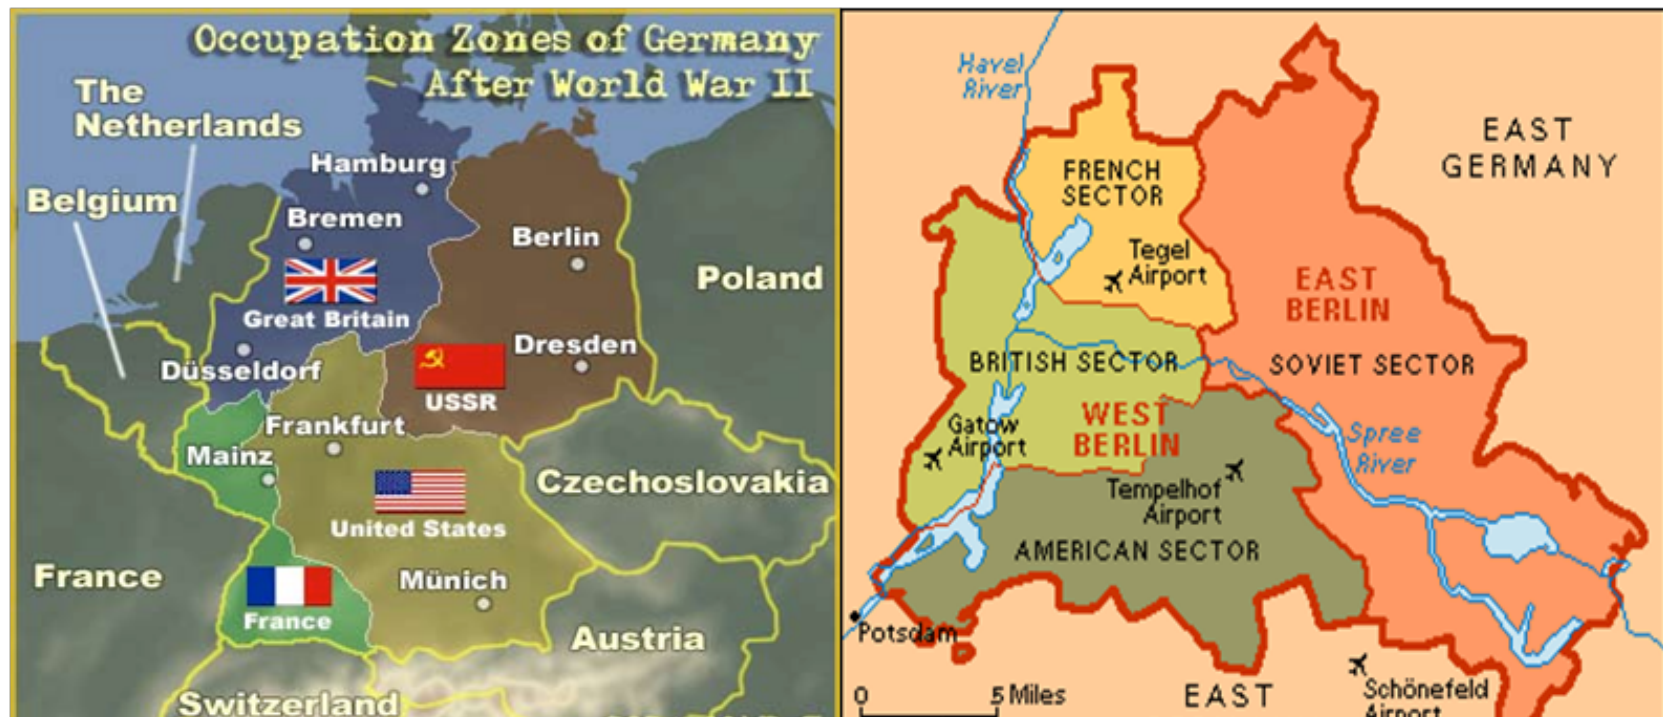 Occupation Zones of Germany
After World War II
The
Netherlands
Belgium
Hamburg
Bremen
Great Britain
Düsseldorf
Berlin
Dresden
USSR
Poland
Frankfurt
Mainz
United States
Münich
Czechoslovakia
France
France
Austria
Switzerland
Havel
River
FRENCH
SECTOR
Tegel
Airport
EAST
GERMANY
EAST
BERLIN
SOVIET SECTOR
BRITISH SECTOR
WEST
BERLIN
Gatow
Airport
Spree
River
Tempelhof
Airport
AMERICAN SECTOR
Potsdam
0 5 Miles
EAST
Schönefeld
Airport